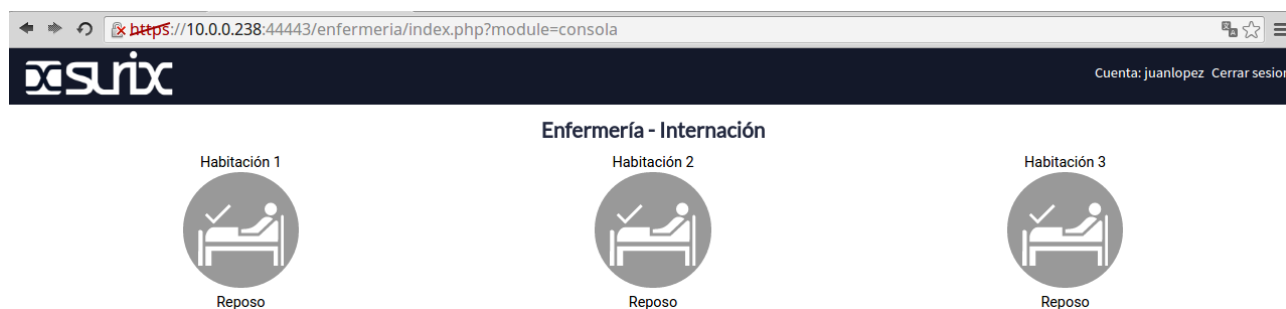 https://10.0.0.238:44443/enfermeria/index.php?module=consola
surix
Cuenta: juanlopez Cerrar sesion
Enfermería - Internación
Habitación 1 Habitación 2 Habitación 3
Reposo Reposo Reposo